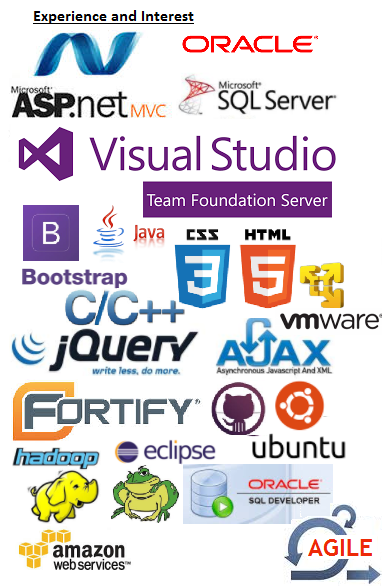 Experience and Interest
ORACLE®
Microsoft®
ASP.net MVC
Microsoft®
SQL Server®
Visual Studio
Team Foundation Server
B
Bootstrap
Java
CSS
3
HTML
5
C/C++
vmware®
jQuery
write less, do more.
AJAX
Asynchronous Javascript And XML
FORTIFY®
ubuntu
hadoop
eclipse
ORACLE
SQL DEVELOPER
amazon
web services™
AGILE